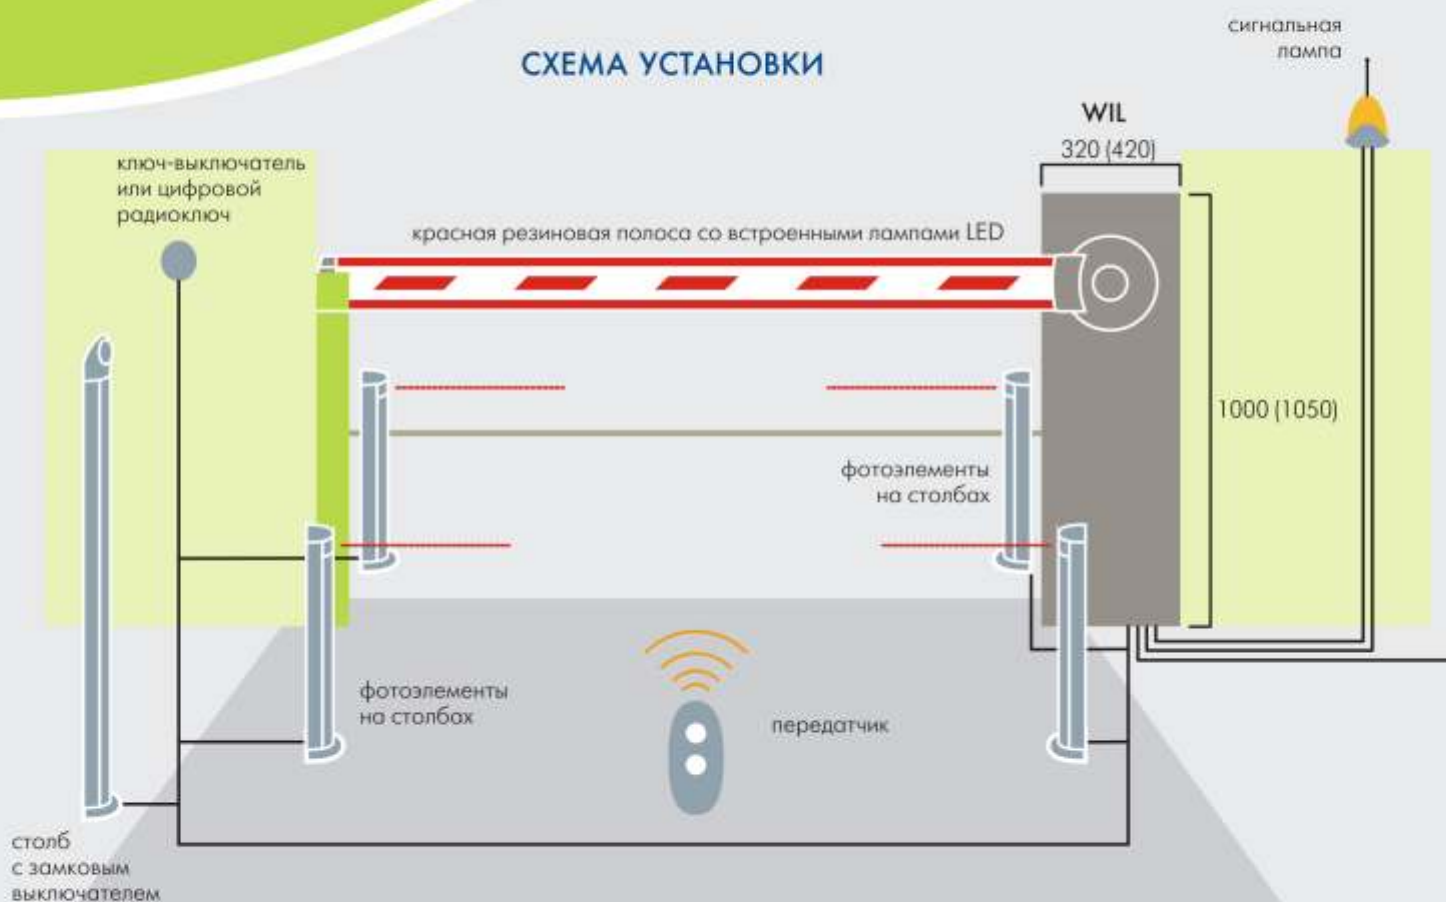 СХЕМА УСТАНОВКИ
сигнальная
лампа
WIL
320 (420)
ключ-выключатель
или цифровой
радиоключ
красная резиновая полоса со встроенными лампами LED
1000 (1050)
фотоэлементы
на столбах
фотоэлементы
на столбах
передатчик
столб
с замковым
выключателем